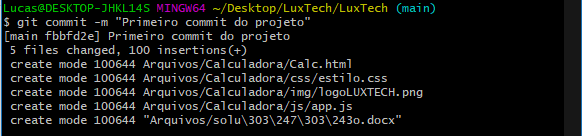 Lucas@DESKTOP-JHKL14S MINGW64 ~/Desktop/LuxTech/LuxTech (main)
$ git commit -m "Primeiro commit do projeto"
[main fbbfd2e] Primeiro commit do projeto
 5 files changed, 100 insertions(+)
 create mode 100644 Arquivos/Calculadora/Calc.html
 create mode 100644 Arquivos/Calculadora/css/estilo.css
 create mode 100644 Arquivos/Calculadora/img/logoLUXTECH.png
 create mode 100644 Arquivos/Calculadora/js/app.js
 create mode 100644 "Arquivos/solu\303\247\303\243o.docx"